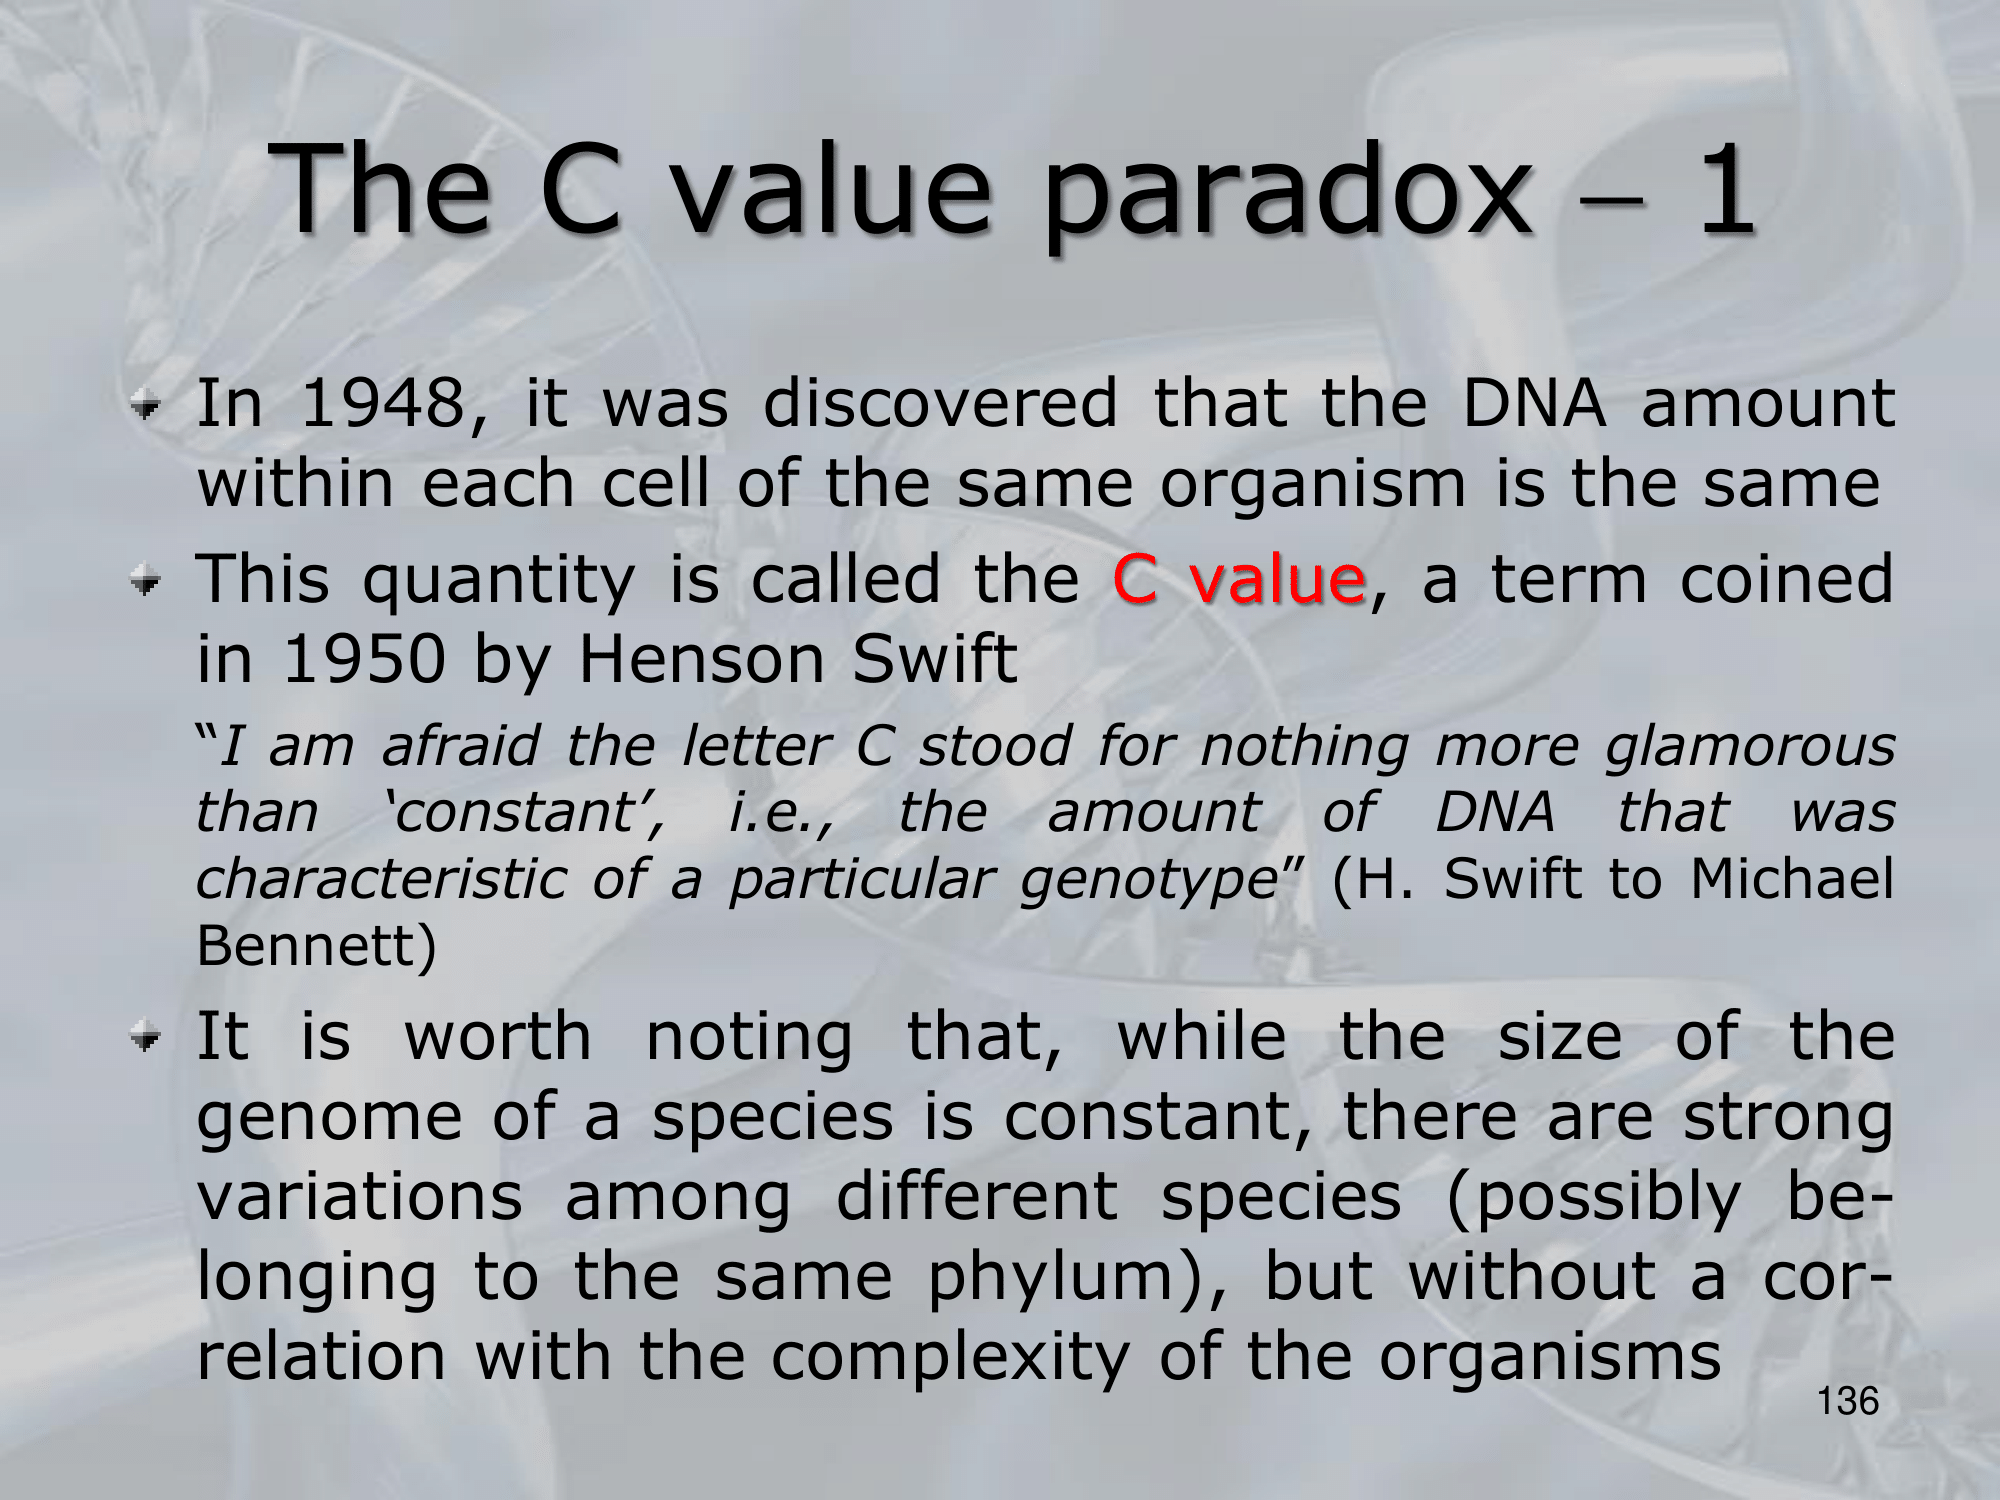 The C value paradox – 1
In 1948, it was discovered that the DNA amount
within each cell of the same organism is the same
This quantity is called the C value, a term coined
in 1950 by Henson Swift
“I am afraid the letter C stood for nothing more glamorous
than ‘constant’, i.e., the amount of DNA that was
characteristic of a particular genotype” (H. Swift to Michael
Bennett)
It is worth noting that, while the size of the
genome of a species is constant, there are strong
variations among different species (possibly be-
longing to the same phylum), but without a cor-
relation with the complexity of the organisms
136